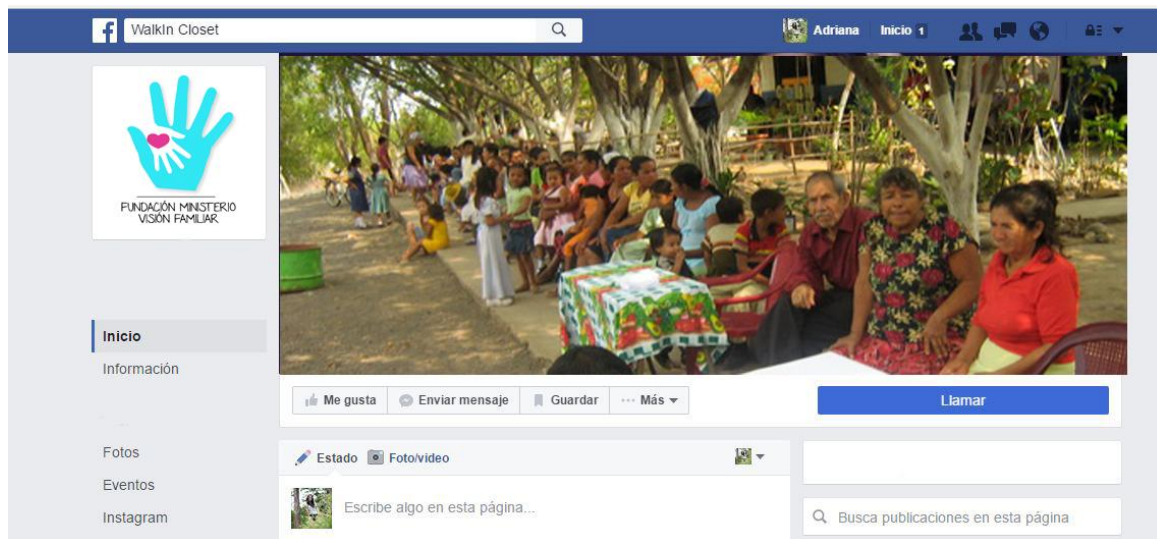 f
WalkIn Closet
Adriana
Inicio 1
FUNDACIÓN MINISTERIO
VISIÓN FAMILIAR
Inicio
Información
Fotos
Eventos
Instagram
Me gusta
Enviar mensaje
Guardar
Más
Llamar
Estado
Foto/video
Escribe algo en esta página...
Busca publicaciones en esta página